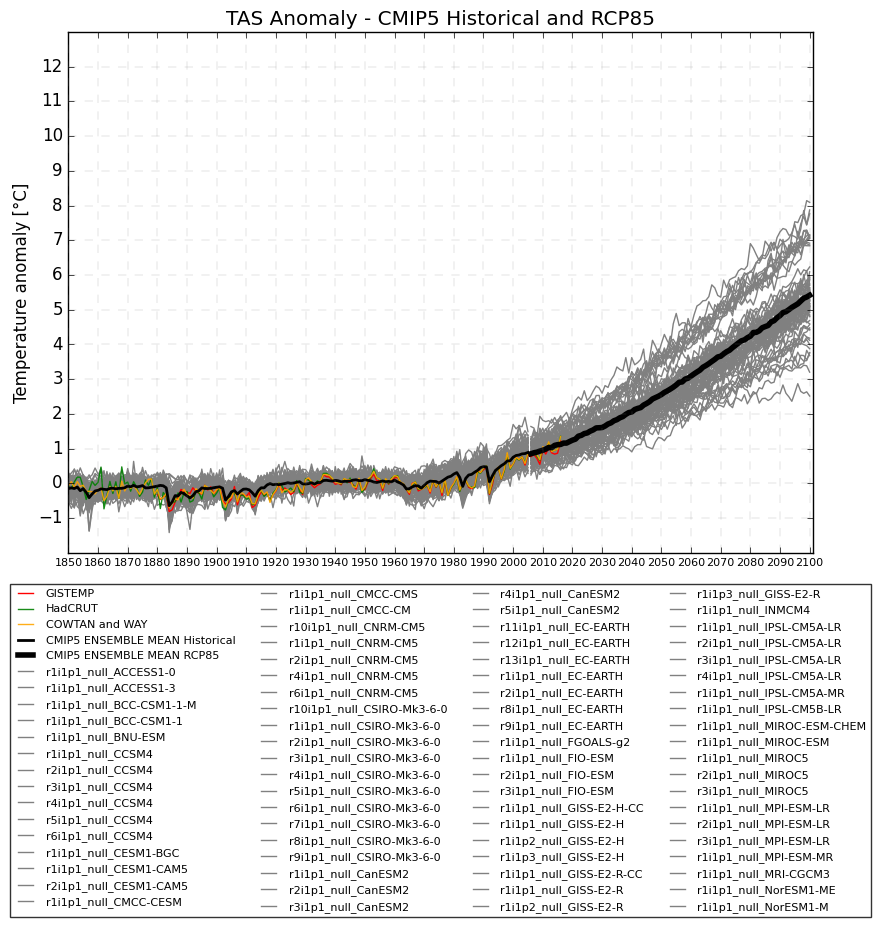 TAS Anomaly - CMIP5 Historical and RCP85
Temperature anomaly [°C]
12
11
10
9
8
7
6
5
4
3
2
1
0
−1
1850 1860 1870 1880 1890 1900 1910 1920 1930 1940 1950 1960 1970 1980 1990 2000 2010 2020 2030 2040 2050 2060 2070 2080 2090 2100
GISTEMP
HadCRUT
COWTAN and WAY
CMIP5 ENSEMBLE MEAN Historical
CMIP5 ENSEMBLE MEAN RCP85
r1i1p1_null_ACCESS1-0
r1i1p1_null_ACCESS1-3
r1i1p1_null_BCC-CSM1-1-M
r1i1p1_null_BCC-CSM1-1
r1i1p1_null_BNU-ESM
r1i1p1_null_CCSM4
r2i1p1_null_CCSM4
r3i1p1_null_CCSM4
r4i1p1_null_CCSM4
r5i1p1_null_CCSM4
r6i1p1_null_CCSM4
r1i1p1_null_CESM1-BGC
r1i1p1_null_CESM1-CAM5
r2i1p1_null_CESM1-CAM5
r1i1p1_null_CMCC-CESM
r1i1p1_null_CMCC-CMS
r1i1p1_null_CMCC-CM
r10i1p1_null_CNRM-CM5
r1i1p1_null_CNRM-CM5
r2i1p1_null_CNRM-CM5
r4i1p1_null_CNRM-CM5
r6i1p1_null_CNRM-CM5
r10i1p1_null_CSIRO-Mk3-6-0
r1i1p1_null_CSIRO-Mk3-6-0
r2i1p1_null_CSIRO-Mk3-6-0
r3i1p1_null_CSIRO-Mk3-6-0
r4i1p1_null_CSIRO-Mk3-6-0
r5i1p1_null_CSIRO-Mk3-6-0
r6i1p1_null_CSIRO-Mk3-6-0
r7i1p1_null_CSIRO-Mk3-6-0
r8i1p1_null_CSIRO-Mk3-6-0
r9i1p1_null_CSIRO-Mk3-6-0
r1i1p1_null_CanESM2
r2i1p1_null_CanESM2
r3i1p1_null_CanESM2
r4i1p1_null_CanESM2
r5i1p1_null_CanESM2
r11i1p1_null_EC-EARTH
r12i1p1_null_EC-EARTH
r13i1p1_null_EC-EARTH
r1i1p1_null_EC-EARTH
r2i1p1_null_EC-EARTH
r8i1p1_null_EC-EARTH
r9i1p1_null_EC-EARTH
r1i1p1_null_FGOALS-g2
r1i1p1_null_FIO-ESM
r2i1p1_null_FIO-ESM
r3i1p1_null_FIO-ESM
r1i1p1_null_GISS-E2-H-CC
r1i1p1_null_GISS-E2-H
r1i1p2_null_GISS-E2-H
r1i1p3_null_GISS-E2-H
r1i1p1_null_GISS-E2-R-CC
r1i1p1_null_GISS-E2-R
r1i1p2_null_GISS-E2-R
r1i1p3_null_GISS-E2-R
r1i1p1_null_INMCM4
r1i1p1_null_IPSL-CM5A-LR
r2i1p1_null_IPSL-CM5A-LR
r3i1p1_null_IPSL-CM5A-LR
r4i1p1_null_IPSL-CM5A-LR
r1i1p1_null_IPSL-CM5A-MR
r1i1p1_null_IPSL-CM5B-LR
r1i1p1_null_MIROC-ESM-CHEM
r1i1p1_null_MIROC-ESM
r1i1p1_null_MIROC5
r2i1p1_null_MIROC5
r3i1p1_null_MIROC5
r1i1p1_null_MPI-ESM-LR
r2i1p1_null_MPI-ESM-LR
r3i1p1_null_MPI-ESM-LR
r1i1p1_null_MPI-ESM-MR
r1i1p1_null_MRI-CGCM3
r1i1p1_null_NorESM1-ME
r1i1p1_null_NorESM1-M